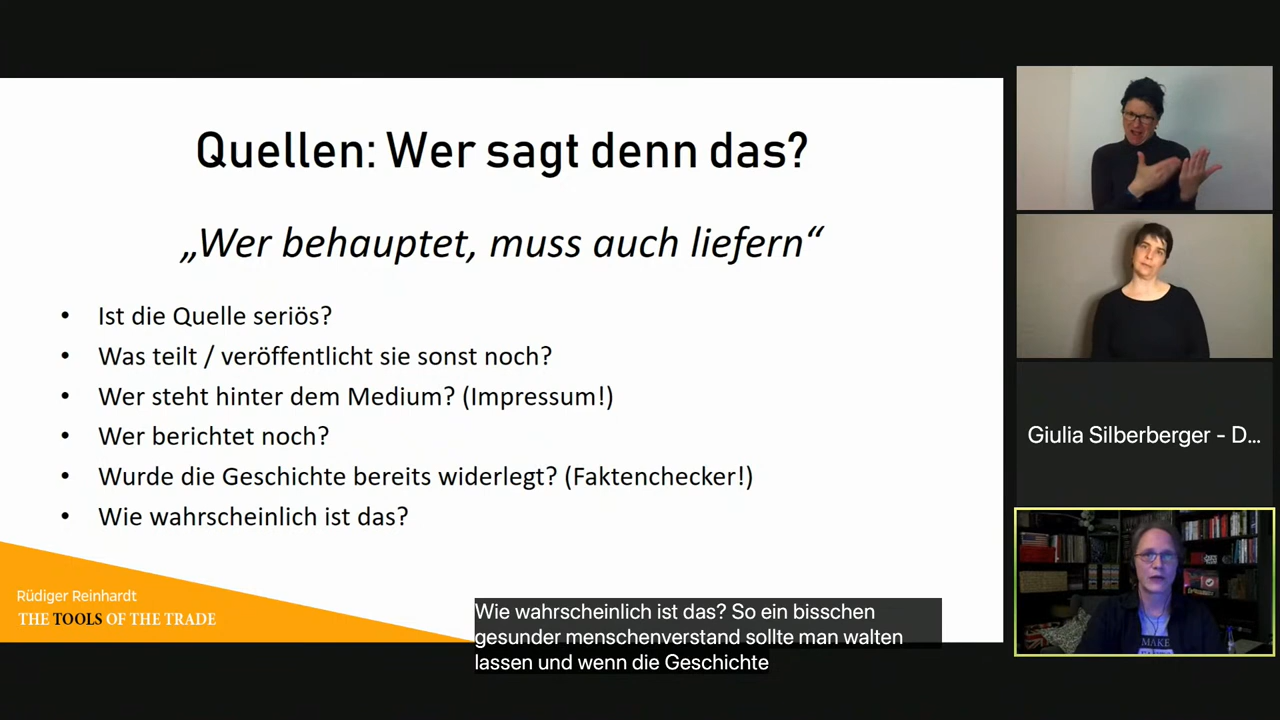 Quellen: Wer sagt denn das?
„Wer behauptet, muss auch liefern“
• Ist die Quelle seriös?
• Was teilt / veröffentlicht sie sonst noch?
• Wer steht hinter dem Medium? (Impressum!)
• Wer berichtet noch?
• Wurde die Geschichte bereits widerlegt? (Faktenchecker!)
• Wie wahrscheinlich ist das?
Rüdiger Reinhardt
THE TOOLS OF THE TRADE
Wie wahrscheinlich ist das? So ein bisschen
gesunder menschenverstand sollte man walten
lassen und wenn die Geschichte
Giulia Silberberger - D...
MAKE